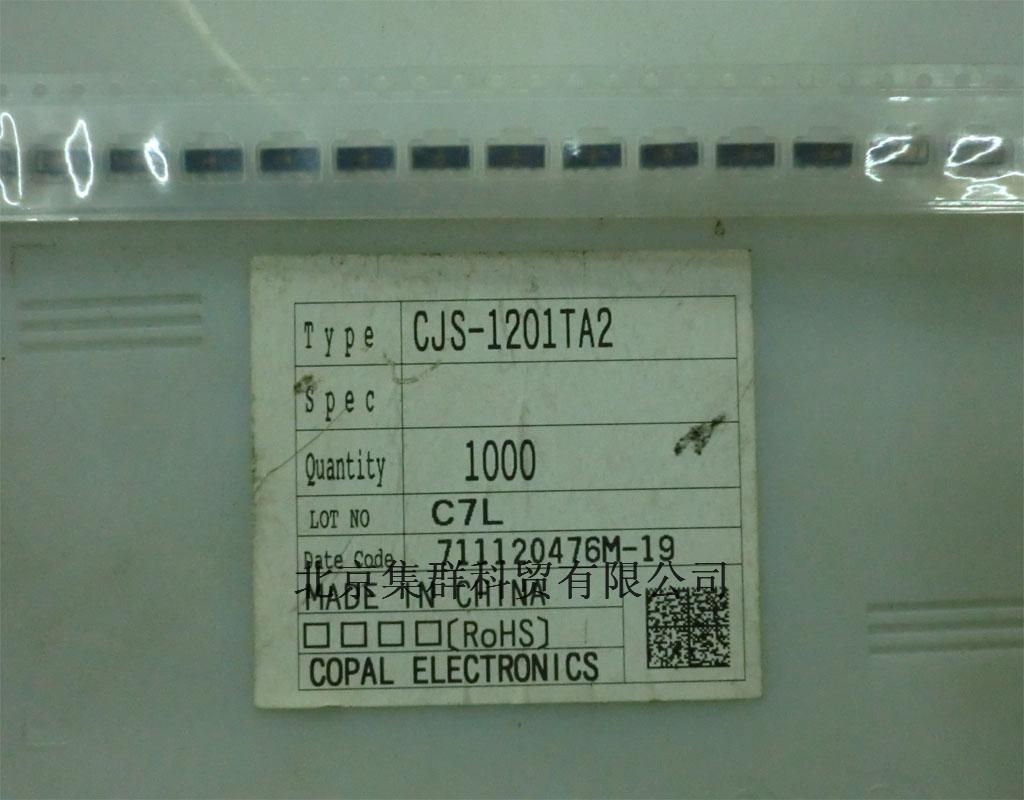 Type CJS-1201TA2
Spec
Quantity 1000
LOT NO C7L
Date Code 711120476M-19
北京集群科贸有限公司
MADE IN CHINA
□□□□(RoHS)
COPAL ELECTRONICS